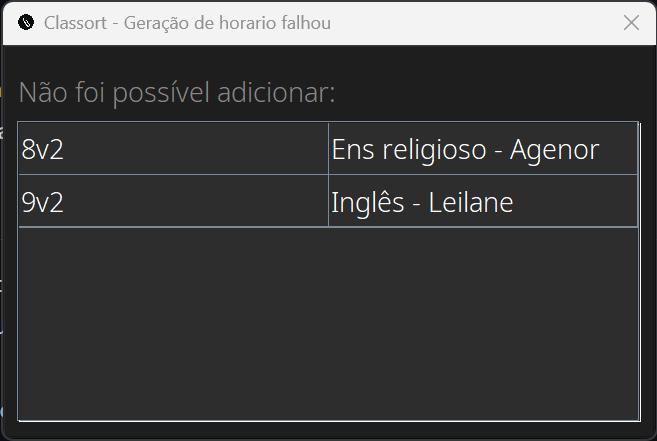 Classort - Geração de horario falhou
Não foi possível adicionar:
8v2 Ens religioso - Agenor
9v2 Inglês - Leilane